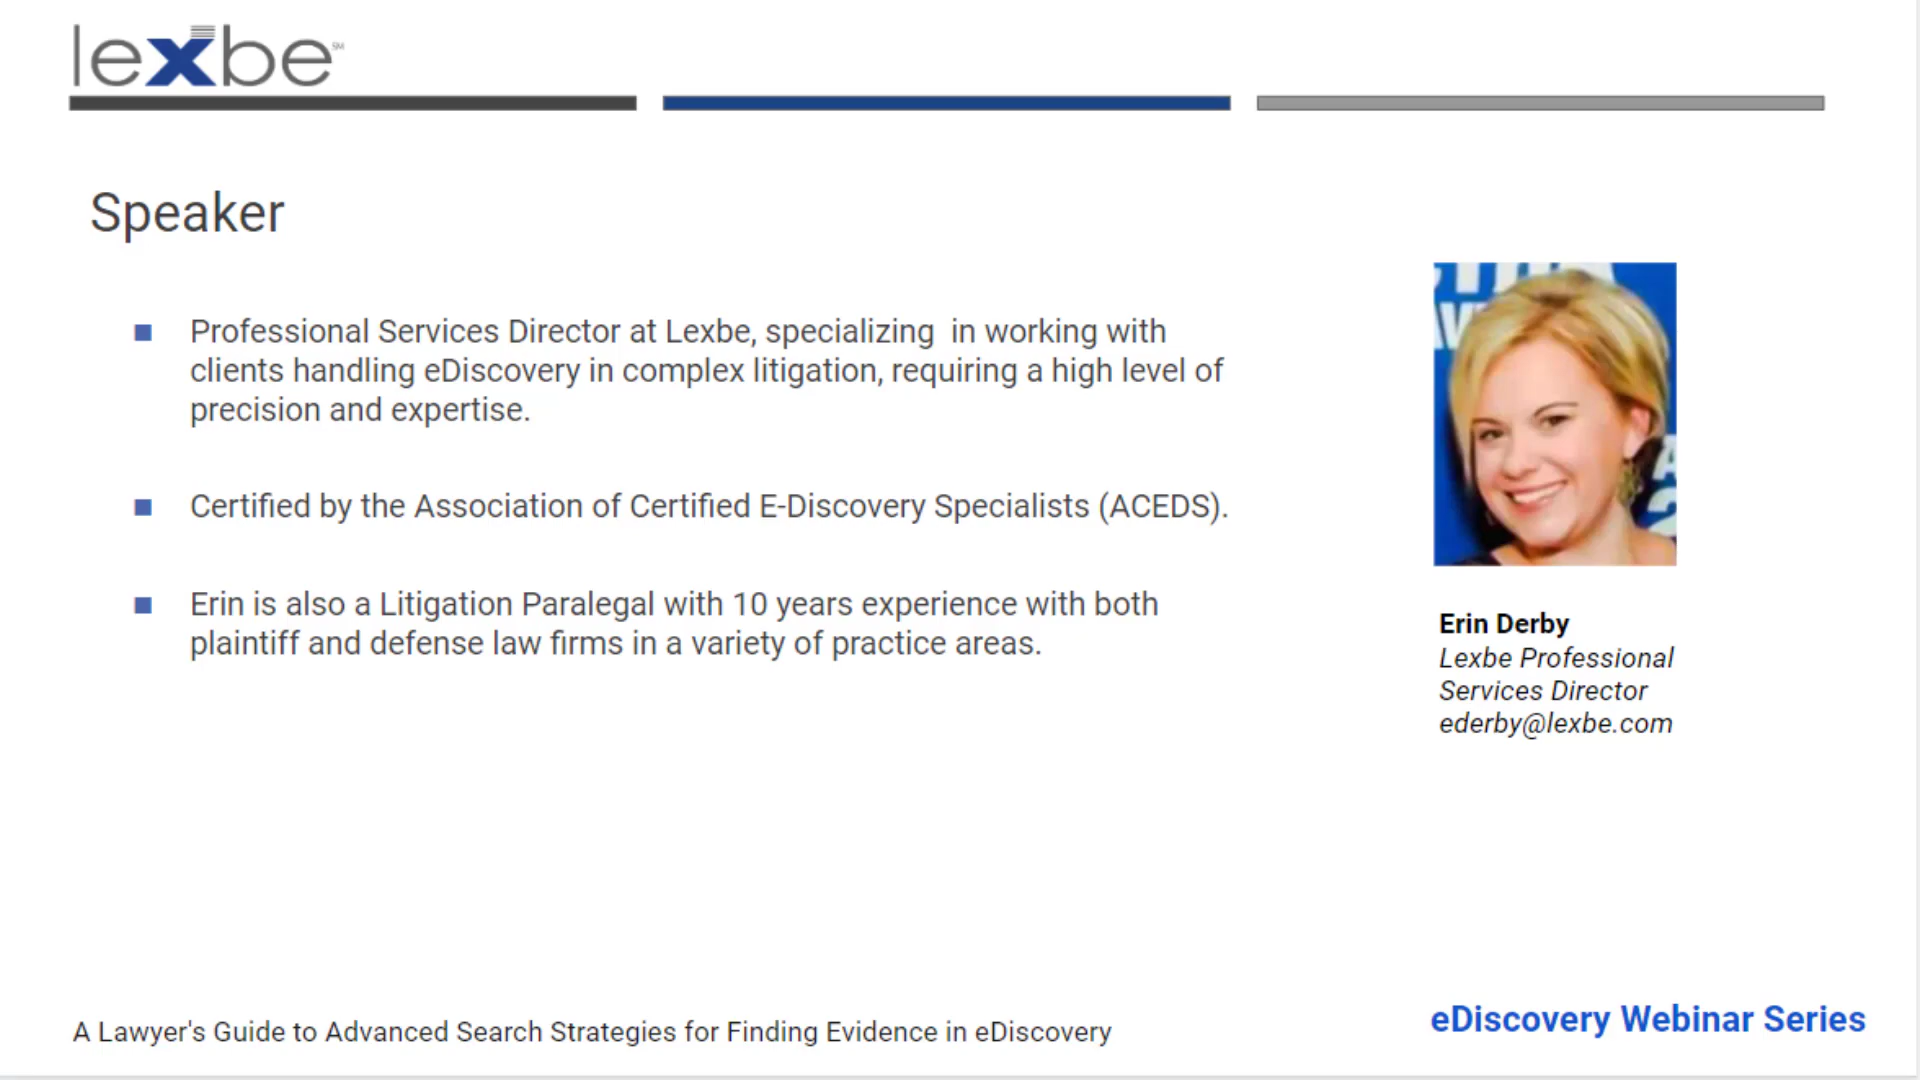 lexbe SM
Speaker
Professional Services Director at Lexbe, specializing  in working with
clients handling eDiscovery in complex litigation, requiring a high level of
precision and expertise.
Certified by the Association of Certified E-Discovery Specialists (ACEDS).
Erin is also a Litigation Paralegal with 10 years experience with both
plaintiff and defense law firms in a variety of practice areas.
Erin Derby
Lexbe Professional
Services Director
ederby@lexbe.com
A Lawyer's Guide to Advanced Search Strategies for Finding Evidence in eDiscovery
eDiscovery Webinar Series